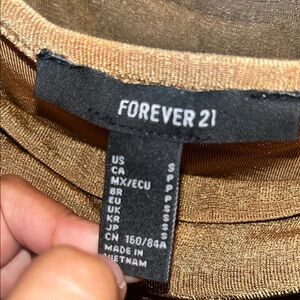 FOREVER 21
US S
CA P
MX/ECU P
BR P
EU S
UK S
KR S
JP S
CN 160/84A
MADE IN
VIETNAM